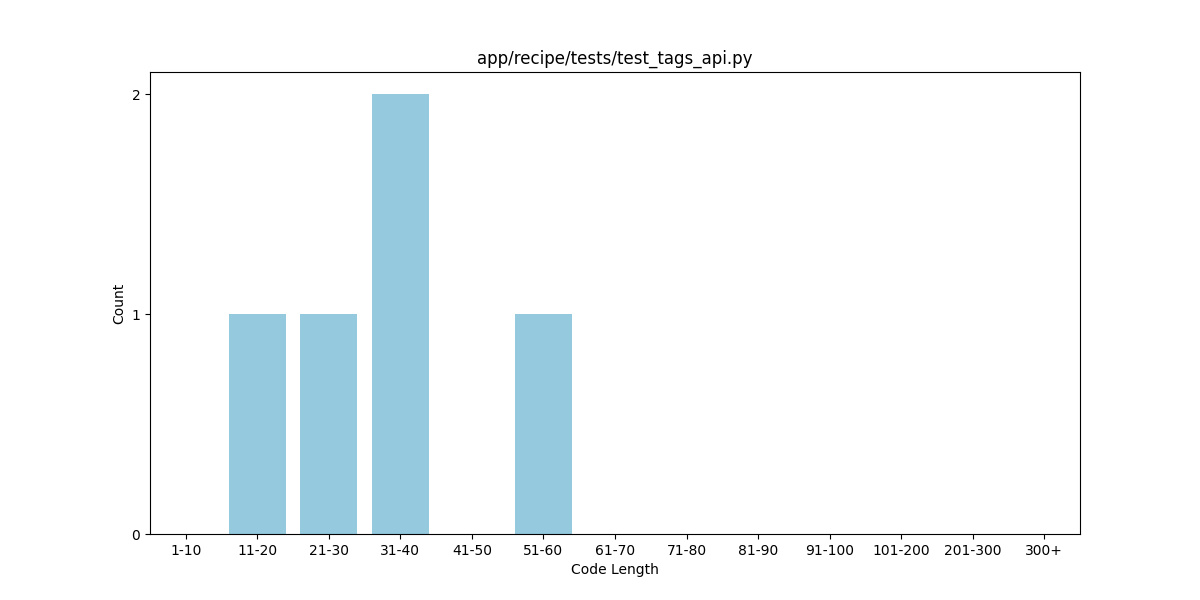 app/recipe/tests/test_tags_api.py
Count
2
1
0
1-10 11-20 21-30 31-40 41-50 51-60 61-70 71-80 81-90 91-100 101-200 201-300 300+
Code Length